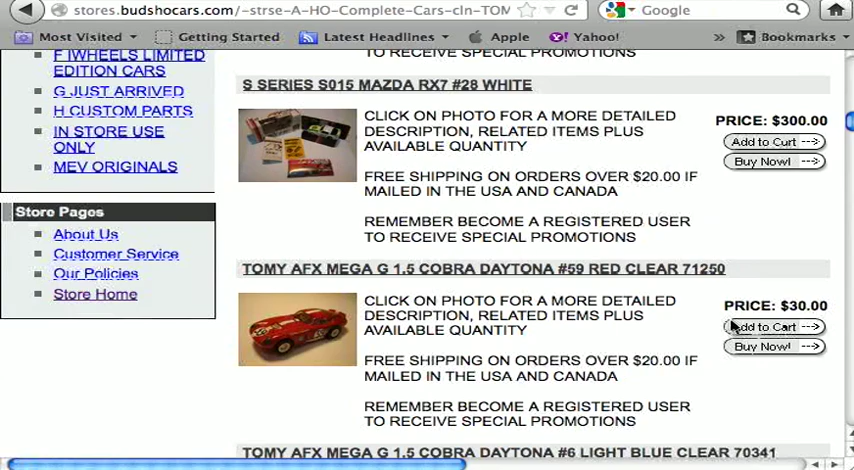 stores.budshocars.com/-strse-A-HO-Complete-Cars-cln-TOM
Google
Most Visited
Getting Started
Latest Headlines
Apple
Yahoo!
»
Bookmarks
F IWHEELS LIMITED
EDITION CARS
G JUST ARRIVED
H CUSTOM PARTS
IN STORE USE
ONLY
MEV ORIGINALS
Store Pages
About Us
Customer Service
Our Policies
Store Home
TO RECEIVE SPECIAL PROMOTIONS
S SERIES S015 MAZDA RX7 #28 WHITE
CLICK ON PHOTO FOR A MORE DETAILED
DESCRIPTION, RELATED ITEMS PLUS
AVAILABLE QUANTITY
FREE SHIPPING ON ORDERS OVER $20.00 IF
MAILED IN THE USA AND CANADA
REMEMBER BECOME A REGISTERED USER
TO RECEIVE SPECIAL PROMOTIONS
PRICE: $300.00
Add to Cart
Buy Now!
TOMY AFX MEGA G 1.5 COBRA DAYTONA #59 RED CLEAR 71250
CLICK ON PHOTO FOR A MORE DETAILED
DESCRIPTION, RELATED ITEMS PLUS
AVAILABLE QUANTITY
FREE SHIPPING ON ORDERS OVER $20.00 IF
MAILED IN THE USA AND CANADA
REMEMBER BECOME A REGISTERED USER
TO RECEIVE SPECIAL PROMOTIONS
PRICE: $30.00
Add to Cart
Buy Now!
TOMY AFX MEGA G 1.5 COBRA DAYTONA #6 LIGHT BLUE CLEAR 70341